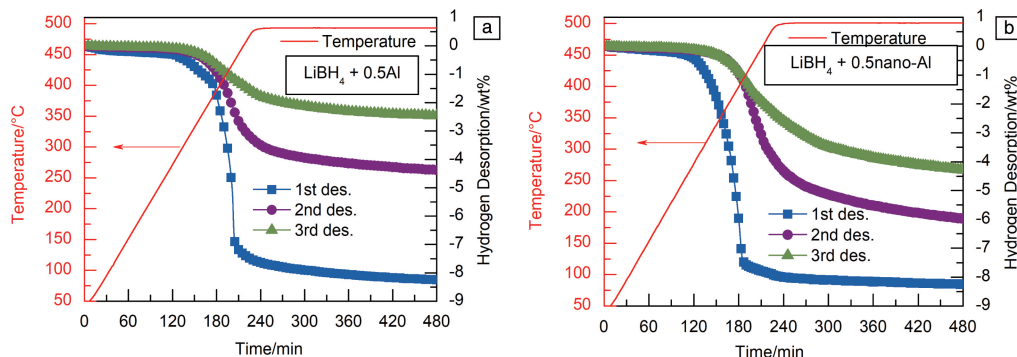 a
Temperature
LiBH4 + 0.5Al
1st des.
2nd des.
3rd des.
Temperature/°C
500
450
400
350
300
250
200
150
100
50
Hydrogen Desorption/wt%
1
0
-1
-2
-3
-4
-5
-6
-7
-8
-9
0 60 120 180 240 300 360 420 480
Time/min
b
Temperature
LiBH4 + 0.5nano-Al
1st des.
2nd des.
3rd des.
Temperature/°C
500
450
400
350
300
250
200
150
100
50
Hydrogen Desorption/wt%
1
0
-1
-2
-3
-4
-5
-6
-7
-8
-9
0 60 120 180 240 300 360 420 480
Time/min